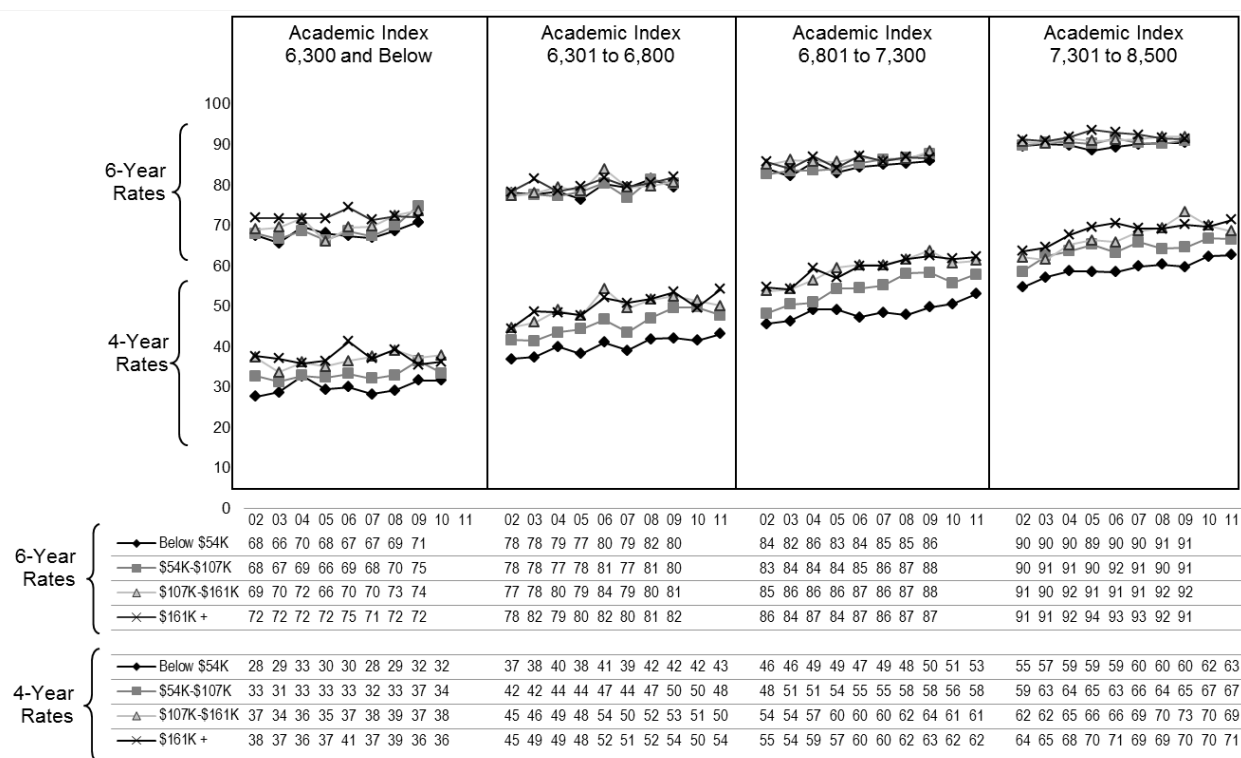 Academic Index
6,300 and Below
Academic Index
6,301 to 6,800
Academic Index
6,801 to 7,300
Academic Index
7,301 to 8,500
100
90
80
70
60
50
40
30
20
10
0
6-Year
Rates
4-Year
Rates
02 03 04 05 06 07 08 09 10 11 02 03 04 05 06 07 08 09 10 11 02 03 04 05 06 07 08 09 10 11 02 03 04 05 06 07 08 09 10 11
6-Year
Rates
Below $54K 68 66 70 68 67 67 69 71 78 78 79 77 80 79 82 80 84 82 86 83 84 85 85 86 90 90 89 90 90 91 91
$54K-$107K 68 67 69 66 69 68 70 75 78 78 77 78 81 77 81 80 83 84 84 84 85 86 87 88 90 91 91 90 92 91 90 91
$107K-$161K 69 70 72 66 70 70 73 74 77 78 80 79 84 79 80 81 85 86 86 86 87 86 87 88 91 90 92 91 91 91 92 92
$161K + 72 72 72 72 75 71 72 72 78 82 79 80 82 80 81 82 86 84 87 84 87 86 87 87 91 91 92 94 93 93 92 91
4-Year
Rates
Below $54K 28 29 33 30 30 28 29 32 32 37 38 40 38 41 39 42 42 42 43 46 46 49 49 47 49 48 50 51 53 55 57 59 59 59 60 60 60 62 63
$54K-$107K 33 31 33 33 33 32 33 37 34 42 42 44 44 47 44 47 50 50 48 48 51 51 54 55 55 58 58 56 58 59 63 64 65 63 66 64 65 67 67
$107K-$161K 37 34 36 35 37 38 39 37 38 45 46 49 48 54 50 52 53 51 50 54 54 57 60 60 60 62 64 61 61 62 62 65 66 66 69 70 73 70 69
$161K + 38 37 36 37 41 37 39 36 36 45 49 49 48 52 51 52 54 50 54 55 54 59 57 60 60 62 63 62 62 64 65 68 70 71 69 69 70 70 71